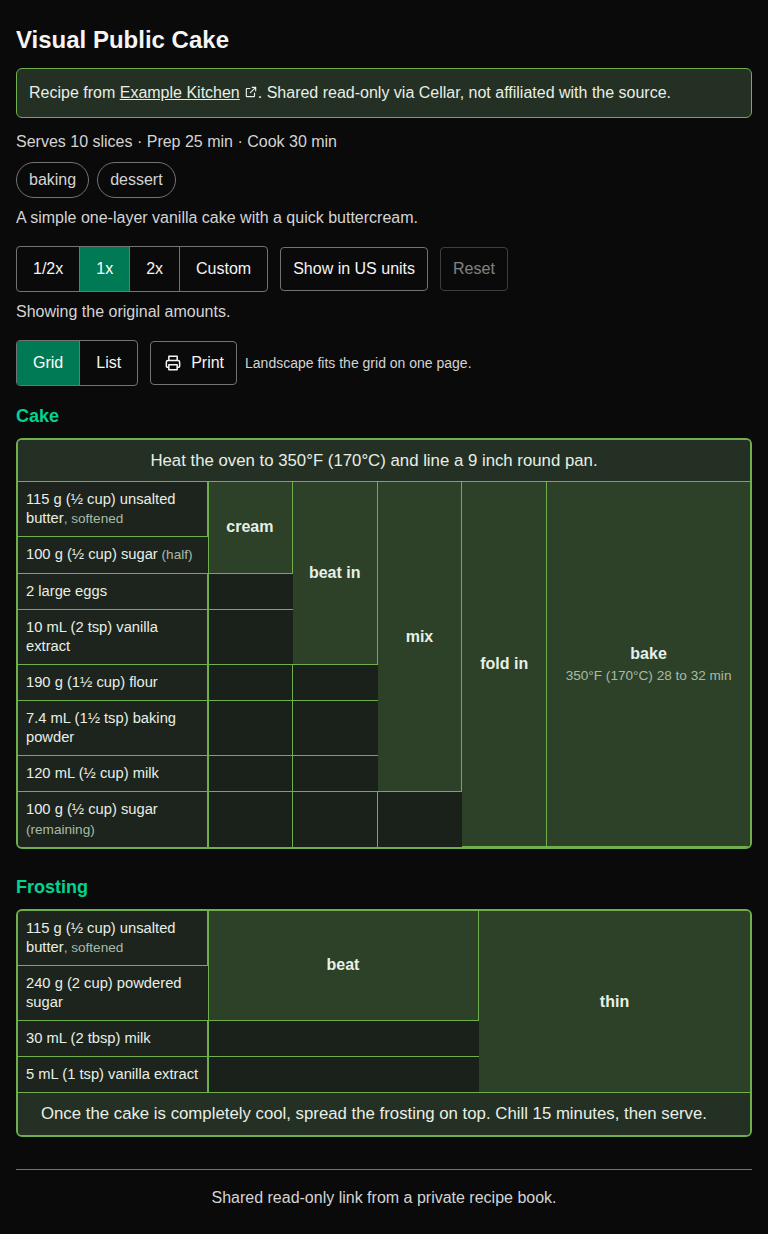 Visual Public Cake
Recipe from Example Kitchen. Shared read-only via Cellar, not affiliated with the source.
Serves 10 slices · Prep 25 min · Cook 30 min
baking dessert
A simple one-layer vanilla cake with a quick buttercream.
1/2x 1x 2x Custom Show in US units Reset
Showing the original amounts.
Grid List Print Landscape fits the grid on one page.
Cake
Heat the oven to 350°F (170°C) and line a 9 inch round pan.
115 g (½ cup) unsalted
butter, softened
cream
100 g (½ cup) sugar (half)
beat in
2 large eggs
10 mL (2 tsp) vanilla
extract
mix
fold in
bake
350°F (170°C) 28 to 32 min
190 g (1½ cup) flour
7.4 mL (1½ tsp) baking
powder
120 mL (½ cup) milk
100 g (½ cup) sugar
(remaining)
Frosting
115 g (½ cup) unsalted
butter, softened
beat
240 g (2 cup) powdered
sugar
thin
30 mL (2 tbsp) milk
5 mL (1 tsp) vanilla extract
Once the cake is completely cool, spread the frosting on top. Chill 15 minutes, then serve.
Shared read-only link from a private recipe book.